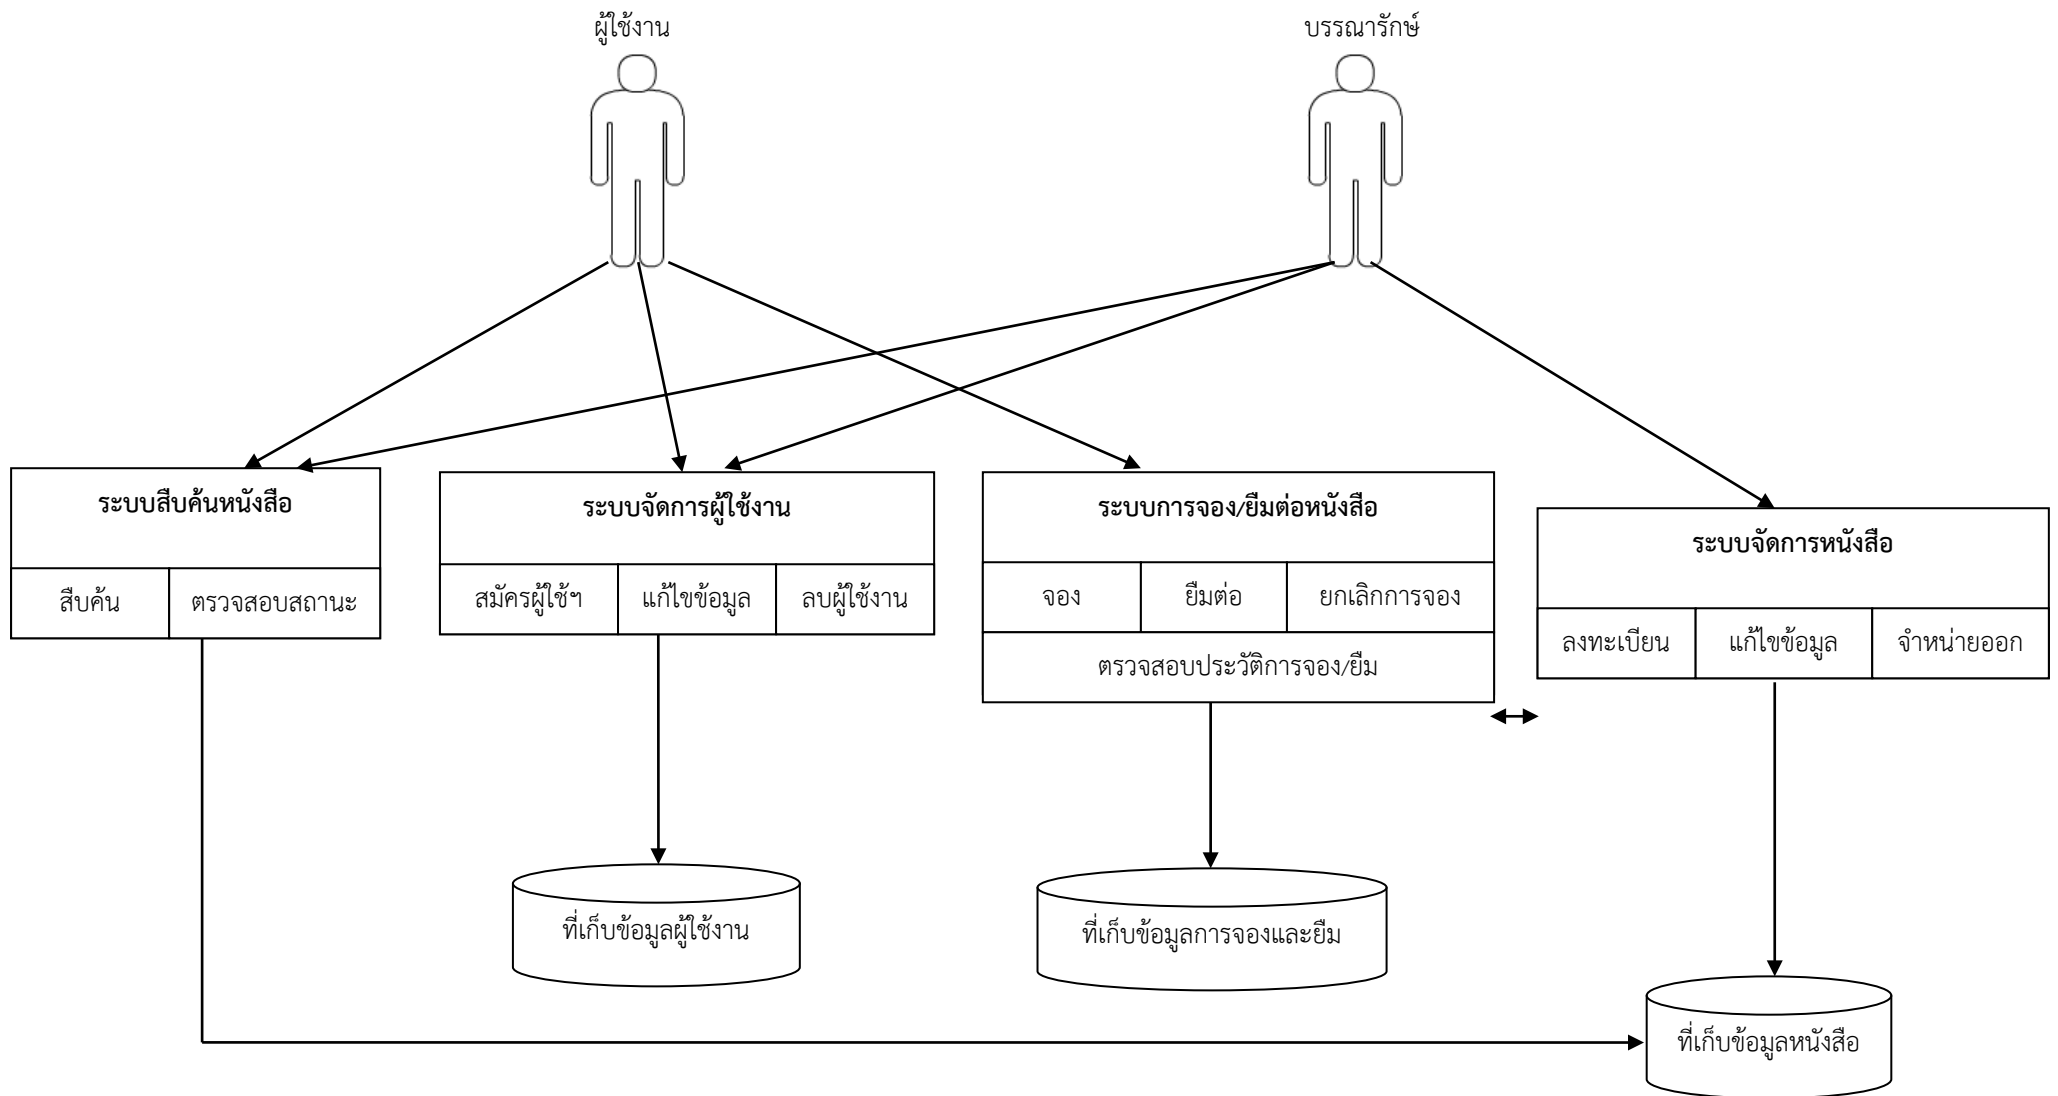 ผู้ใช้งาน
บรรณารักษ์
ระบบสืบค้นหนังสือ
สืบค้น
ตรวจสอบสถานะ
ระบบจัดการผู้ใช้งาน
สมัครผู้ใช้ฯ
แก้ไขข้อมูล
ลบผู้ใช้งาน
ระบบการจอง/ยืมต่อหนังสือ
จอง
ยืมต่อ
ยกเลิกการจอง
ตรวจสอบประวัติการจอง/ยืม
ระบบจัดการหนังสือ
ลงทะเบียน
แก้ไขข้อมูล
จำหน่ายออก
ที่เก็บข้อมูลผู้ใช้งาน
ที่เก็บข้อมูลการจองและยืม
ที่เก็บข้อมูลหนังสือ